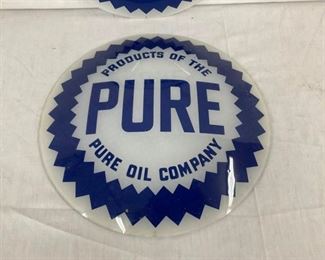 PRODUCTS OF THE
PURE
PURE OIL COMPANY